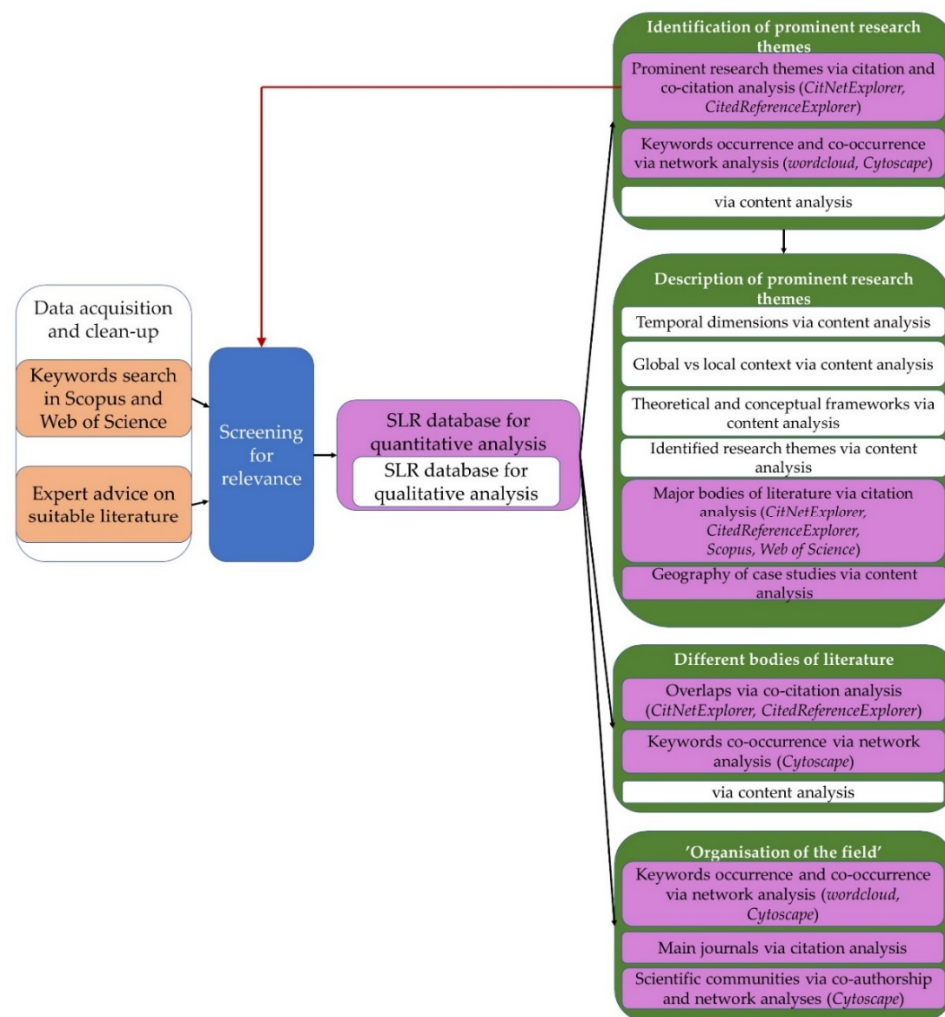 Data acquisition
and clean-up
Keywords search
in Scopus and
Web of Science
Expert advice on
suitable literature
Screening
for
relevance
SLR database for
quantitative analysis
SLR database for
qualitative analysis
Identification of prominent research
themes
Prominent research themes via citation and
co-citation analysis (CitNetExplorer,
CitedReferenceExplorer)
Keywords occurrence and co-occurrence
via network analysis (wordcloud, Cytoscape)
via content analysis
Description of prominent research
themes
Temporal dimensions via content analysis
Global vs local context via content analysis
Theoretical and conceptual frameworks via
content analysis
Identified research themes via content
analysis
Major bodies of literature via citation
analysis (CitNetExplorer,
CitedReferenceExplorer,
Scopus, Web of Science)
Geography of case studies via content
analysis
Different bodies of literature
Overlaps via co-citation analysis
(CitNetExplorer, CitedReferenceExplorer)
Keywords co-occurrence via network
analysis (Cytoscape)
via content analysis
'Organisation of the field'
Keywords occurrence and co-occurrence
via network analysis (wordcloud,
Cytoscape)
Main journals via citation analysis
Scientific communities via co-authorship
and network analyses (Cytoscape)